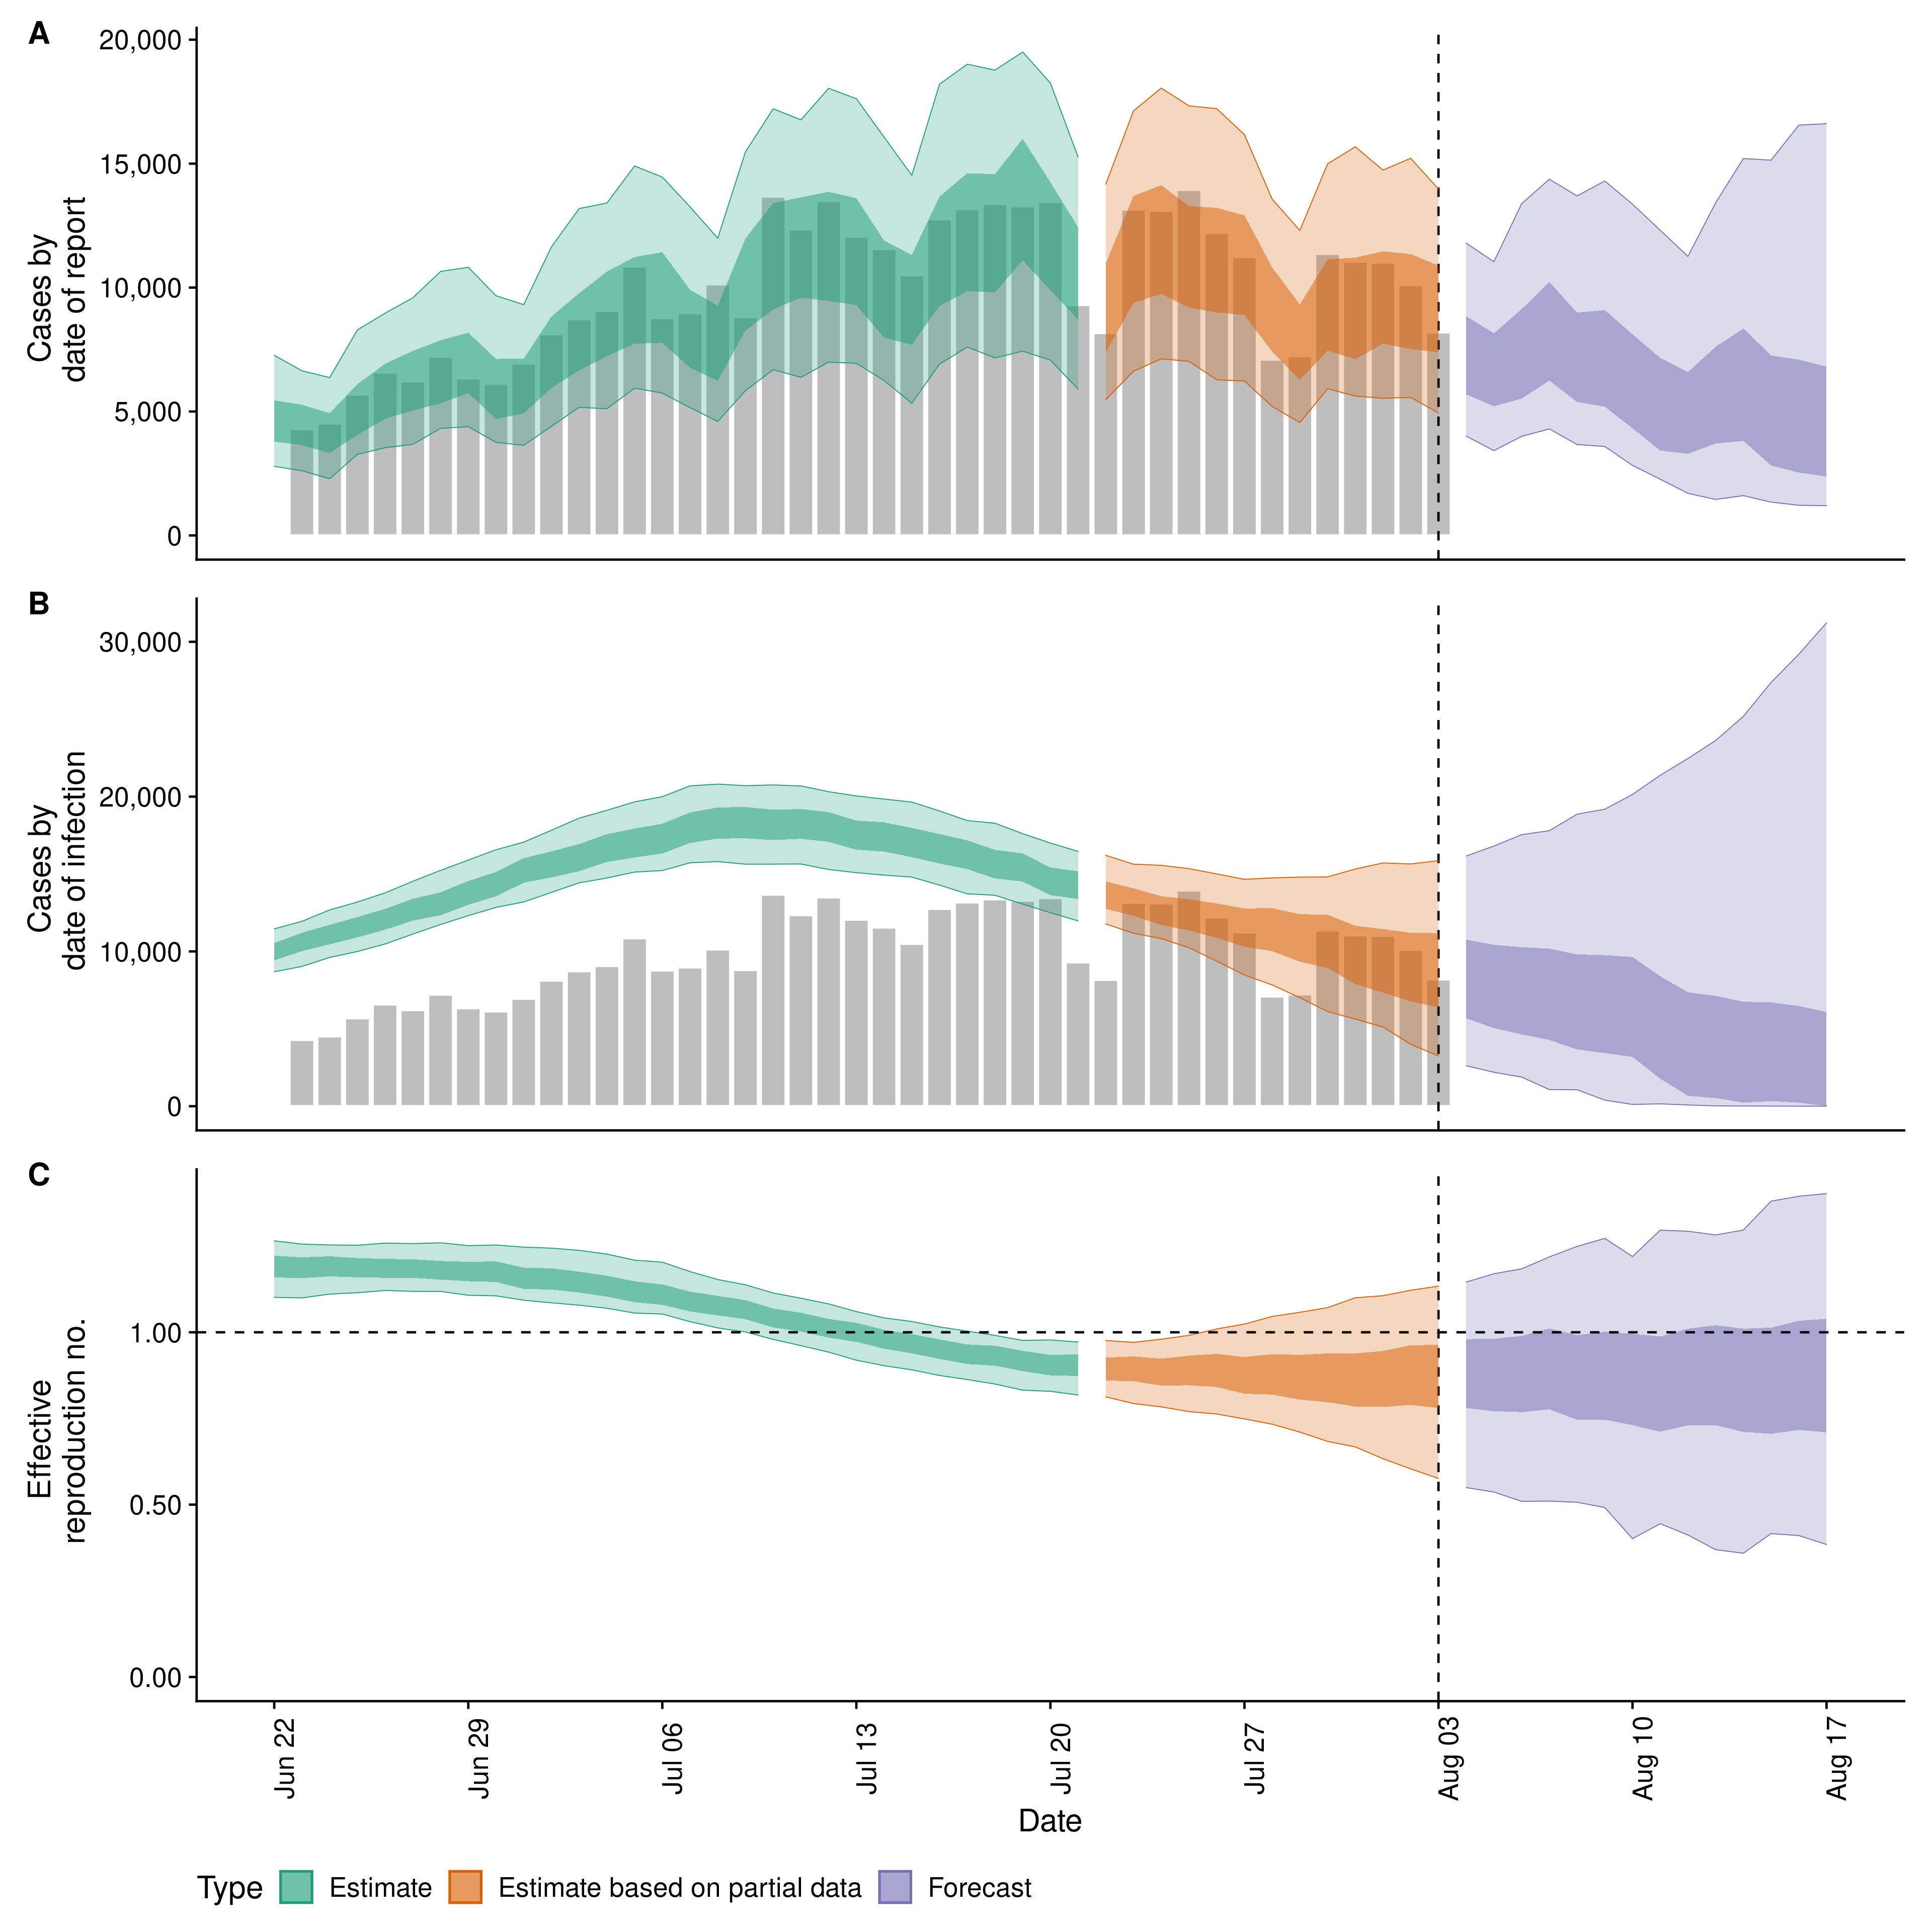 A
20,000
15,000
10,000
5,000
0
Cases by
date of report
B
30,000
20,000
10,000
0
Cases by
date of infection
C
1.00
0.50
0.00
Effective
reproduction no.
Jun 22
Jun 29
Jul 06
Jul 13
Jul 20
Jul 27
Aug 03
Aug 10
Aug 17
Date
Type Estimate Estimate based on partial data Forecast